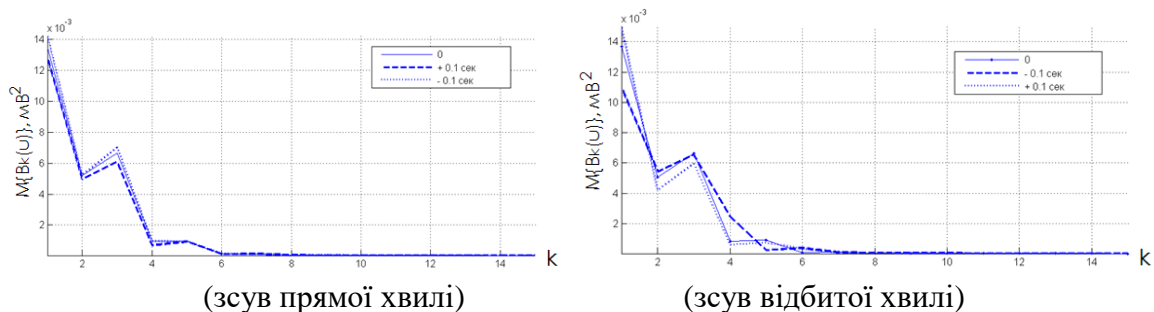 x 10⁻³
14
12
10
8
6
4
2
M{Bk(υ)}, мВ²
0
+ 0.1 сек
- 0.1 сек
2 4 6 8 10 12 14
k
(зсув прямої хвилі)
x 10⁻³
14
12
10
8
6
4
2
M{Bk(υ)}, мВ²
0
- 0.1 сек
+ 0.1 сек
2 4 6 8 10 12 14
k
(зсув відбитої хвилі)